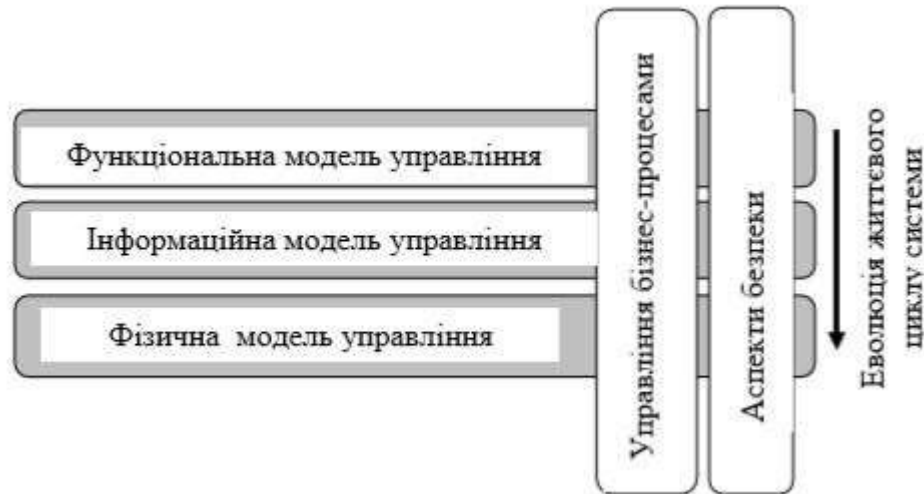 Функціональна модель управління
Інформаційна модель управління
Фізична модель управління
Управління бізнес-процесами
Аспекти безпеки
Еволюція життєвого
циклу системи